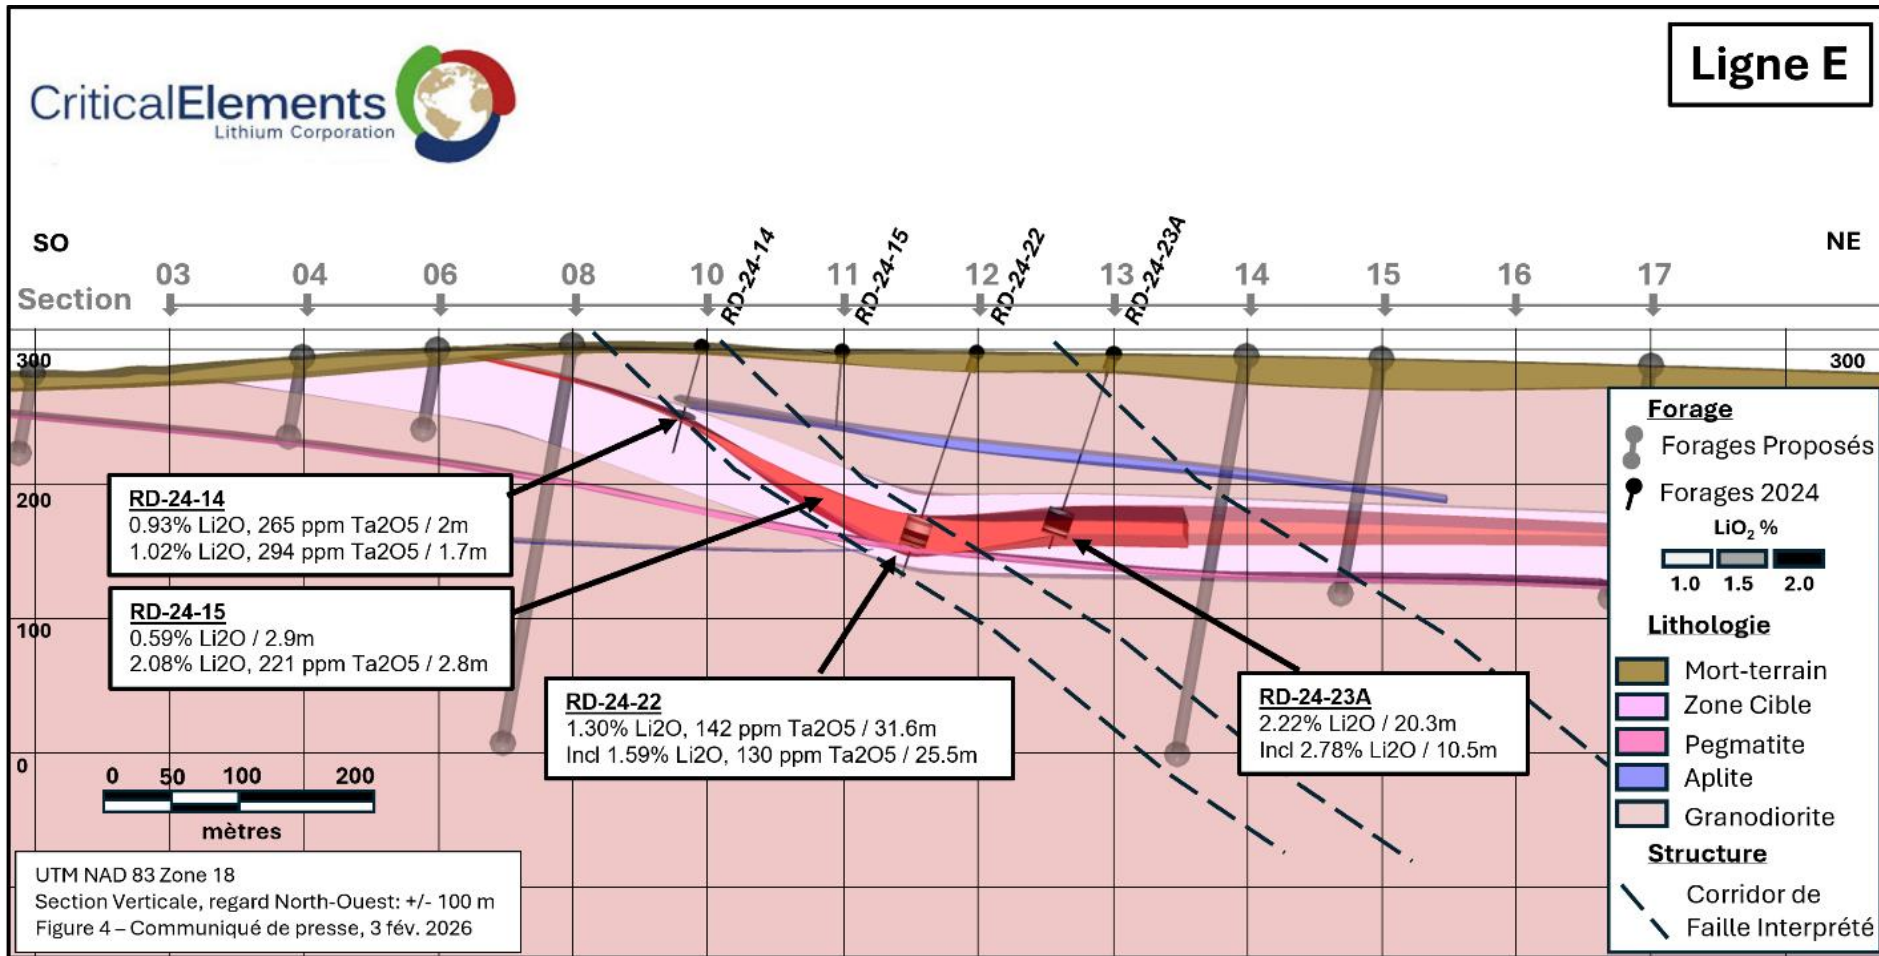 CriticalElements
Lithium Corporation
Ligne E
SO
NE
RD-24-14
RD-24-15
RD-24-22
RD-24-23A
Section
03
04
06
08
10
11
12
13
14
15
16
17
300
300
200
100
0
RD-24-14
0.93% Li2O, 265 ppm Ta2O5 / 2m
1.02% Li2O, 294 ppm Ta2O5 / 1.7m
RD-24-15
0.59% Li2O / 2.9m
2.08% Li2O, 221 ppm Ta2O5 / 2.8m
RD-24-22
1.30% Li2O, 142 ppm Ta2O5 / 31.6m
Incl 1.59% Li2O, 130 ppm Ta2O5 / 25.5m
RD-24-23A
2.22% Li2O / 20.3m
Incl 2.78% Li2O / 10.5m
0 50 100 200
mètres
UTM NAD 83 Zone 18
Section Verticale, regard North-Ouest: +/- 100 m
Figure 4 – Communiqué de presse, 3 fév. 2026
Forage
Forages Proposés
Forages 2024
LiO₂ %
1.0 1.5 2.0
Lithologie
Mort-terrain
Zone Cible
Pegmatite
Aplite
Granodiorite
Structure
Corridor de
Faille Interprété